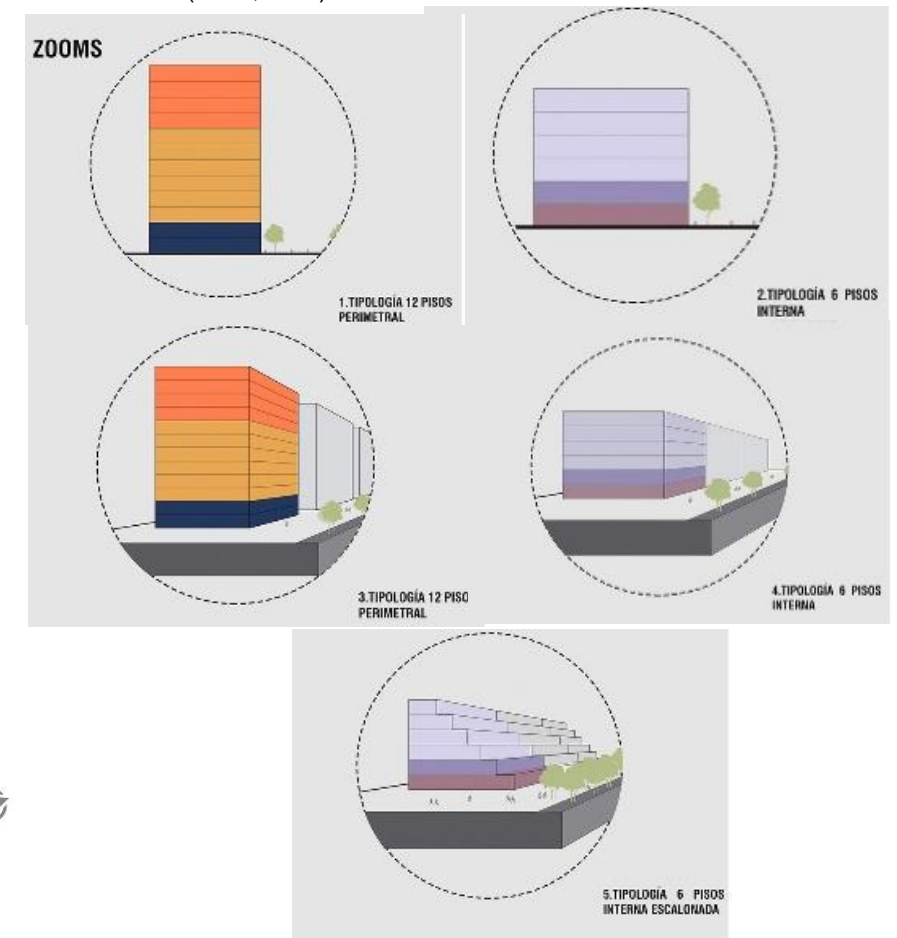 ZOOMS
1.TIPOLOGÍA 12 PISOS
PERIMETRAL
2.TIPOLOGÍA 6 PISOS
INTERNA
3.TIPOLOGÍA 12 PISO
PERIMETRAL
4.TIPOLOGÍA 6 PISOS
INTERNA
5.TIPOLOGÍA 6 PISOS
INTERNA ESCALONADA